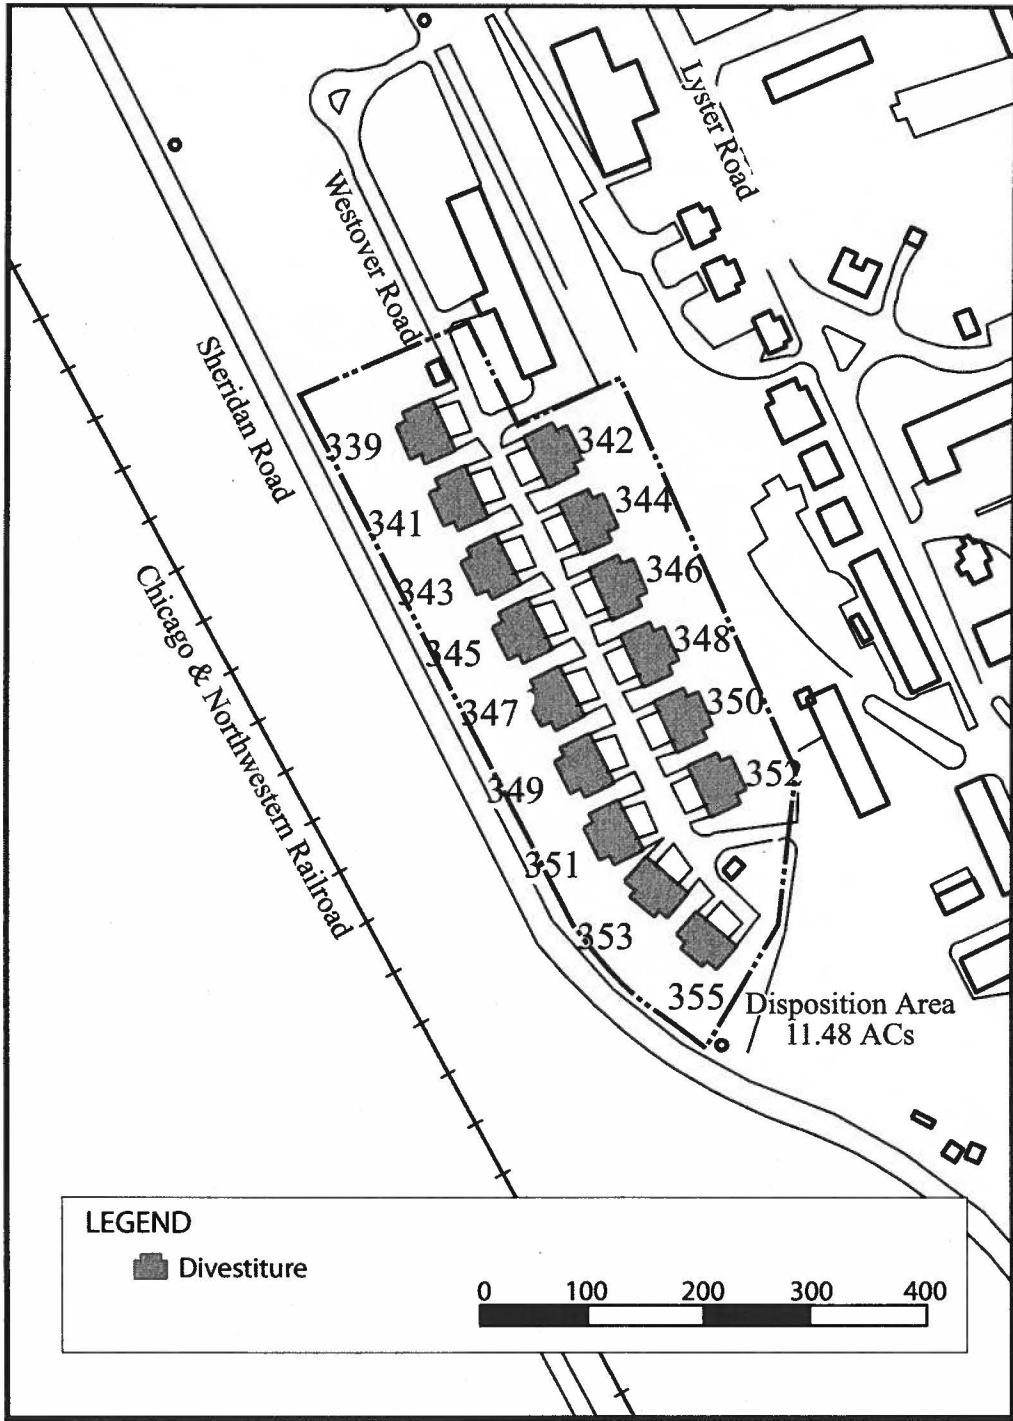 Lyster Road
Westover Road
Sheridan Road
Chicago & Northwestern Railroad
339
342
341
344
343
346
345
348
347
350
349
352
351
353
355
Disposition Area
11.48 ACs
LEGEND
Divestiture
0 100 200 300 400